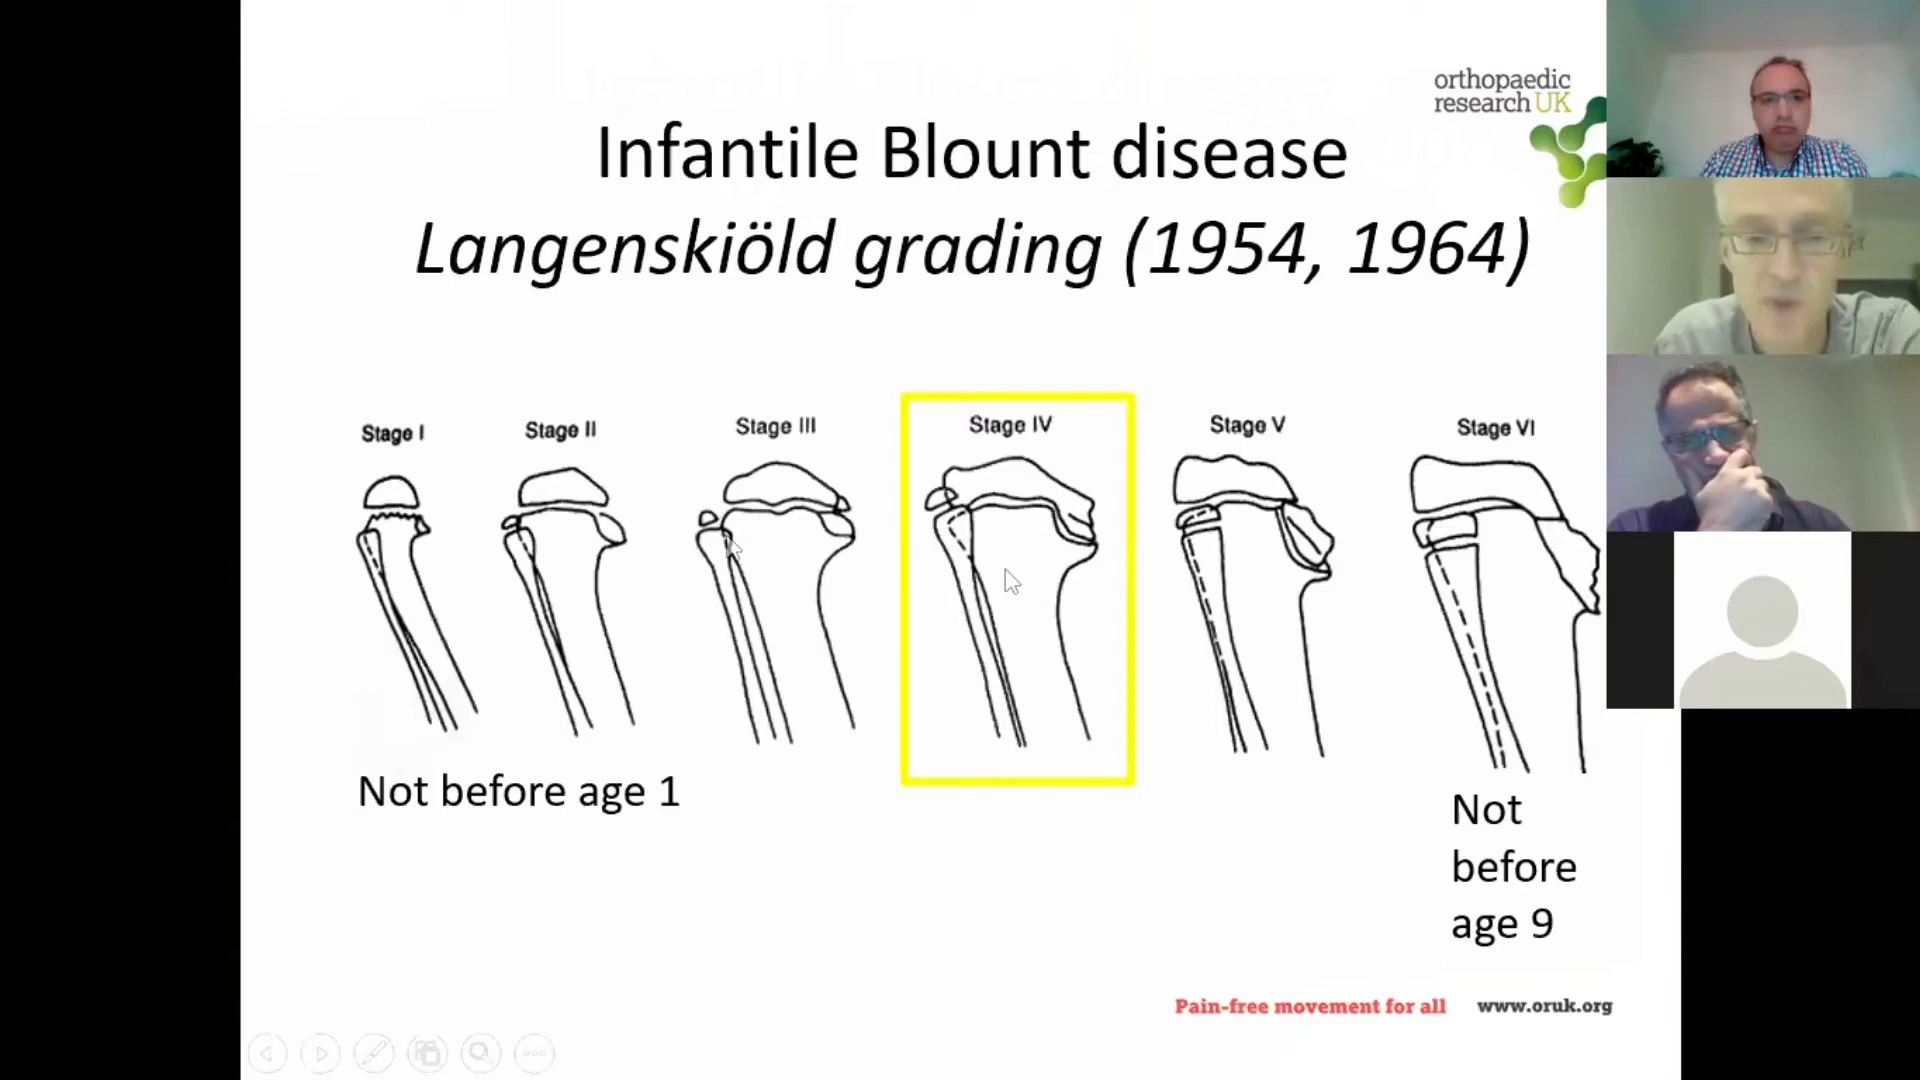 orthopaedic
research UK
Infantile Blount disease
Langenskiöld grading (1954, 1964)
Stage I
Stage II
Stage III
Stage IV
Stage V
Stage VI
Not before age 1
Not
before
age 9
Pain-free movement for all
www.oruk.org